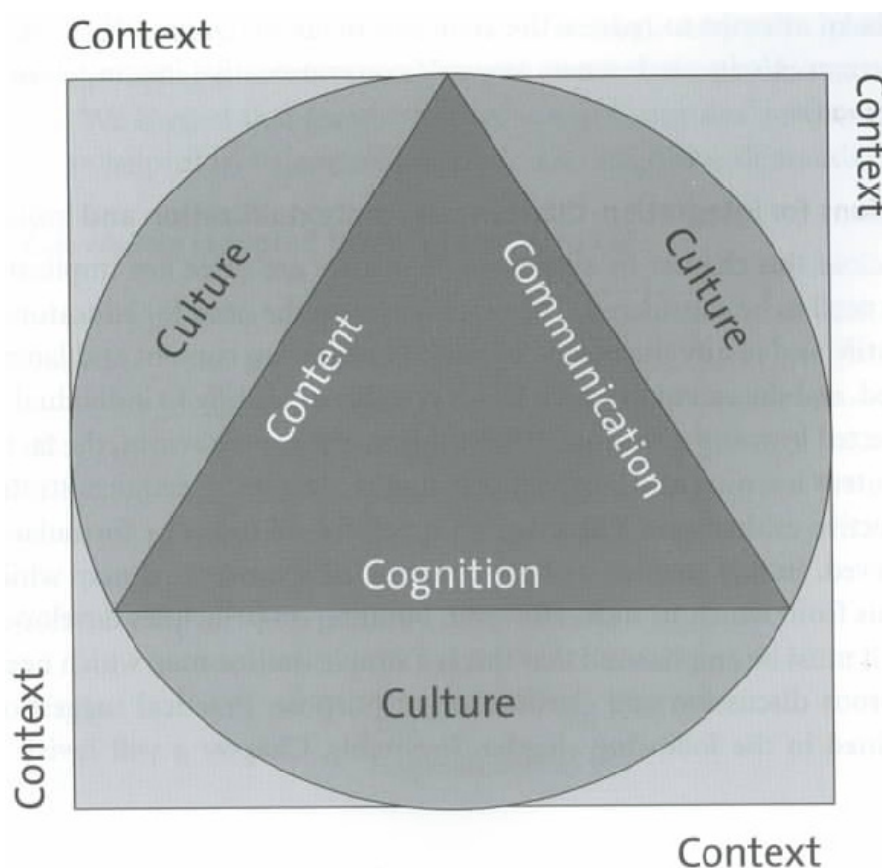 Context
Context
Culture
Culture
Content
Communication
Cognition
Culture
Context
Context